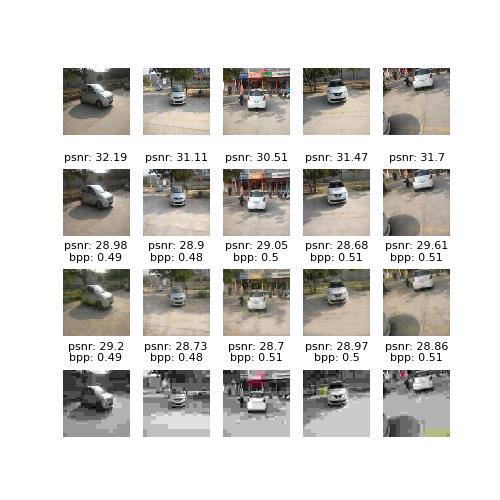 psnr: 32.19 psnr: 31.11 psnr: 30.51 psnr: 31.47 psnr: 31.7
psnr: 28.98 psnr: 28.9 psnr: 29.05 psnr: 28.68 psnr: 29.61
bpp: 0.49 bpp: 0.48 bpp: 0.5 bpp: 0.51 bpp: 0.51
psnr: 29.2 psnr: 28.73 psnr: 28.7 psnr: 28.97 psnr: 28.86
bpp: 0.49 bpp: 0.48 bpp: 0.51 bpp: 0.5 bpp: 0.51